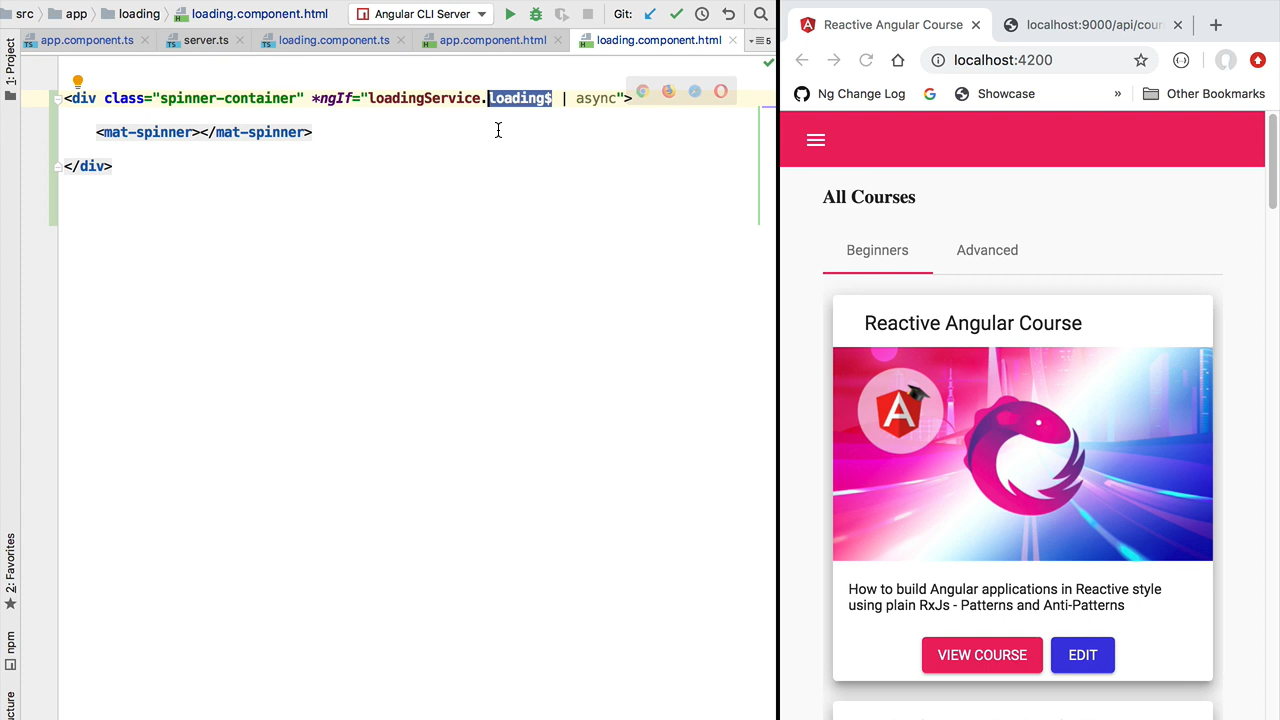 src app loading loading.component.html Angular CLI Server Git:
app.component.ts server.ts loading.component.ts app.component.html loading.component.html 5
1: Project
<div class="spinner-container" *ngIf="loadingService.loading$ | async">
<mat-spinner></mat-spinner>
</div>
2: Favorites
npm
ucture
Reactive Angular Course localhost:9000/api/cour
localhost:4200
Ng Change Log Showcase » Other Bookmarks
All Courses
Beginners Advanced
Reactive Angular Course
A
How to build Angular applications in Reactive style
using plain RxJs - Patterns and Anti-Patterns
VIEW COURSE EDIT